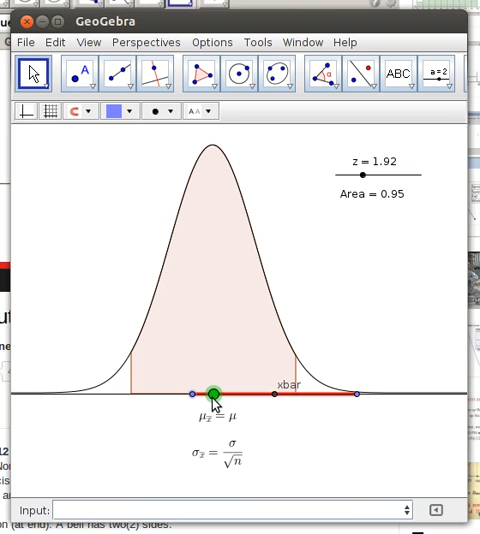 GeoGebra
File Edit View Perspectives Options Tools Window Help
A ABC a=2
A A
z = 1.92
Area = 0.95
xbar
μx̅ = μ
σx̅ = σ/√n
Input:
on (at end). A bell has two(2) sides.